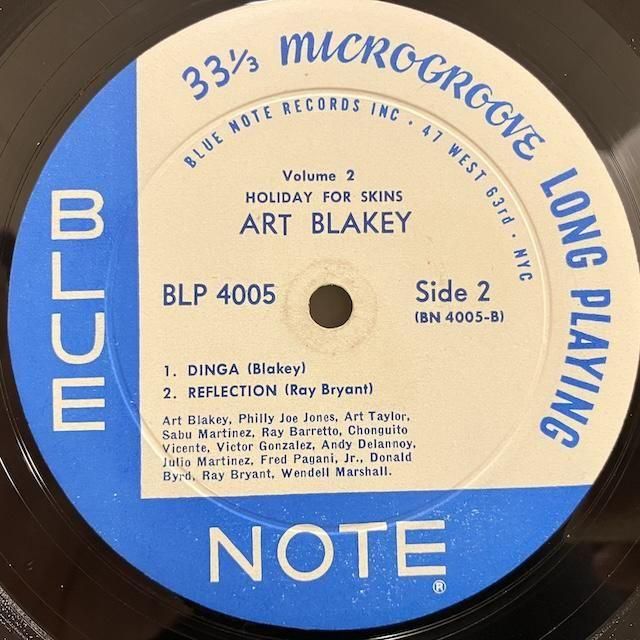 33⅓ MICROGROOVE LONG PLAYING
BLUE NOTE RECORDS INC • 47 WEST 63rd • NYC
Volume 2
HOLIDAY FOR SKINS
ART BLAKEY
BLP 4005
Side 2
(BN 4005-B)
1. DINGA (Blakey)
2. REFLECTION (Ray Bryant)
Art Blakey, Philly Joe Jones, Art Taylor,
Sabu Martinez, Ray Barretto, Chonguito
Vicente, Victor Gonzalez, Andy Delannoy,
Julio Martinez, Fred Pagani, Jr., Donald
Byrd, Ray Bryant, Wendell Marshall.
BLUE
NOTE®